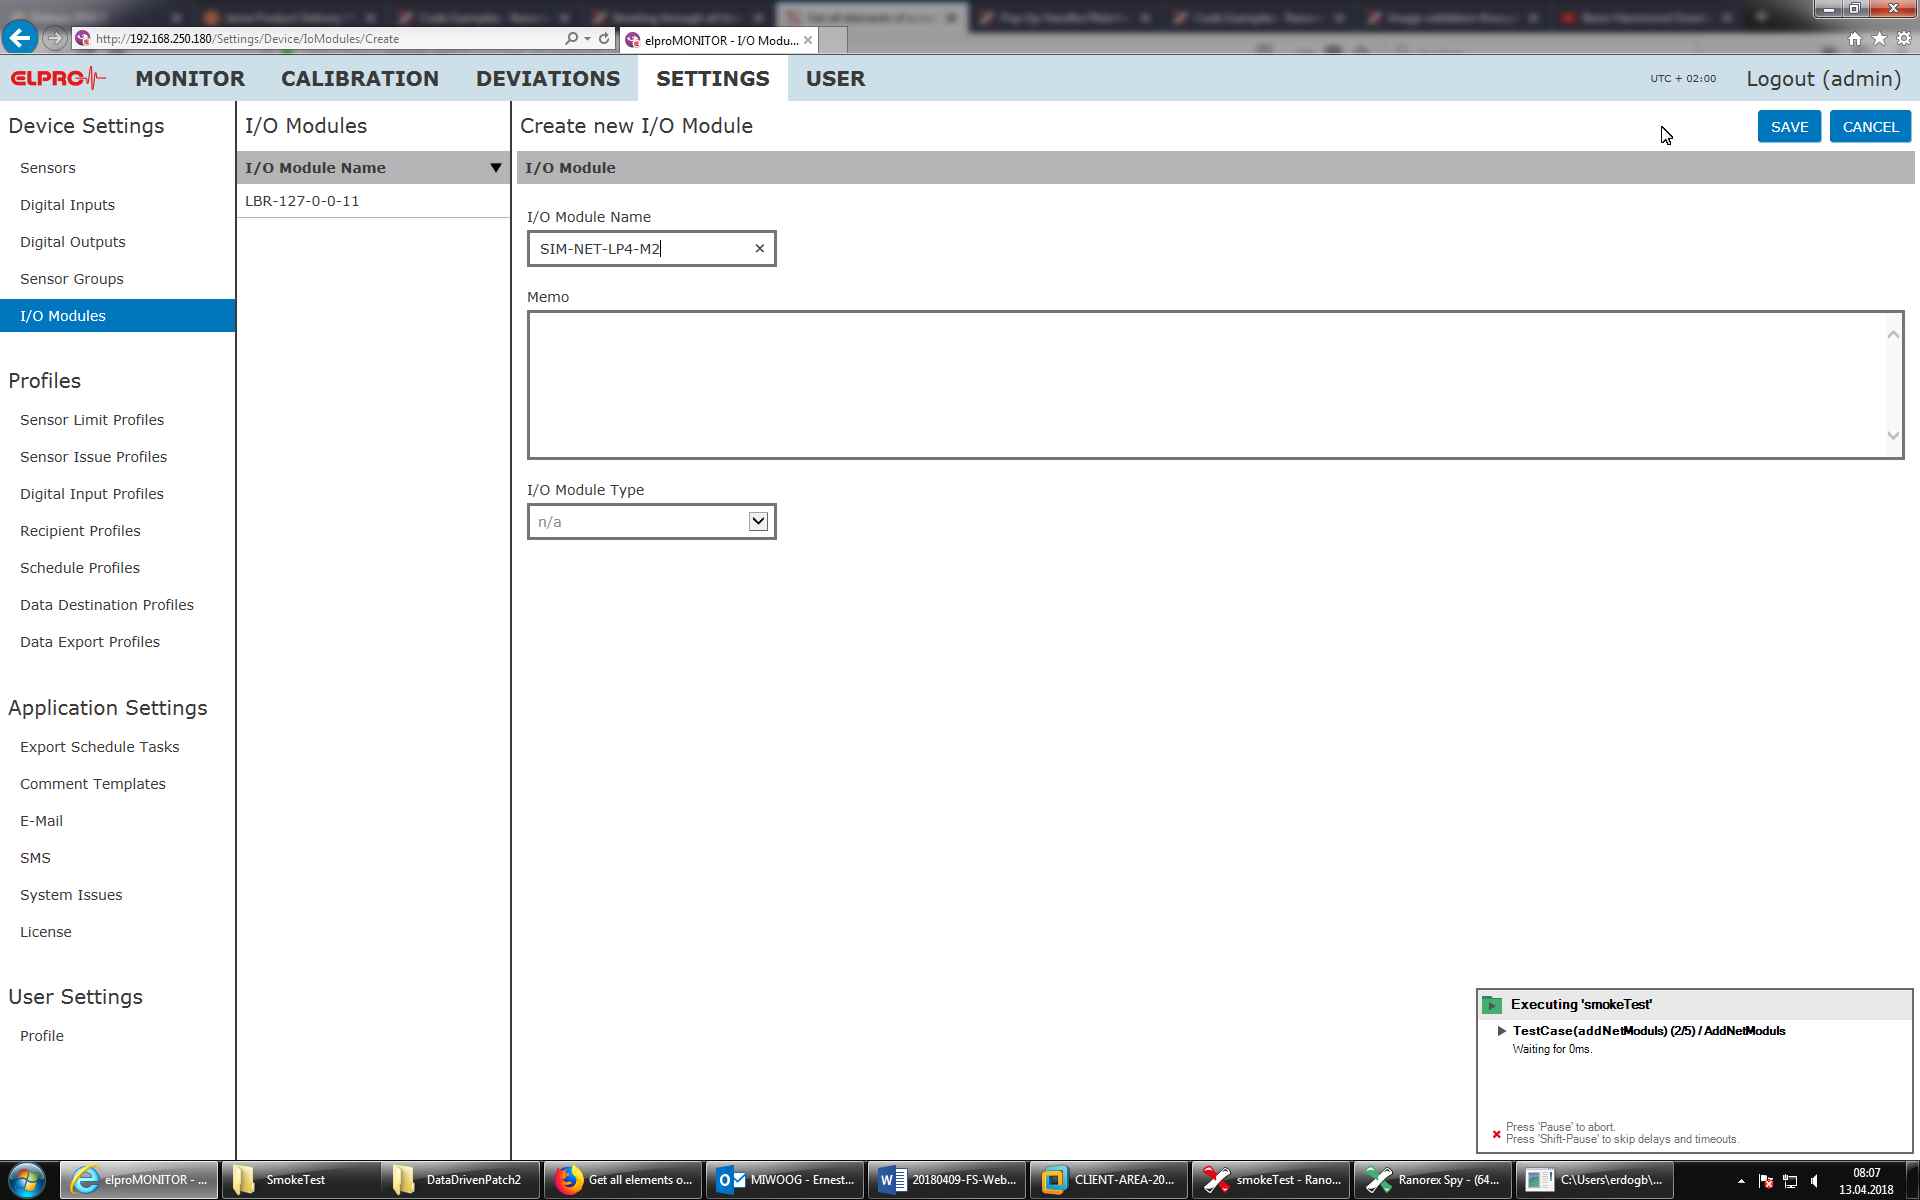 http://192.168.250.180/Settings/Device/IoModules/Create
elproMONITOR - I/O Modu...
ELPRO
MONITOR
CALIBRATION
DEVIATIONS
SETTINGS
USER
UTC + 02:00
Logout (admin)
Device Settings
Sensors
Digital Inputs
Digital Outputs
Sensor Groups
I/O Modules
Profiles
Sensor Limit Profiles
Sensor Issue Profiles
Digital Input Profiles
Recipient Profiles
Schedule Profiles
Data Destination Profiles
Data Export Profiles
Application Settings
Export Schedule Tasks
Comment Templates
E-Mail
SMS
System Issues
License
User Settings
Profile
I/O Modules
I/O Module Name
LBR-127-0-0-11
Create new I/O Module
SAVE
CANCEL
I/O Module
I/O Module Name
SIM-NET-LP4-M2
Memo
I/O Module Type
n/a
Executing 'smokeTest'
TestCase(addNetModuls) (2/5) / AddNetModuls
Waiting for 0ms.
Press 'Pause' to abort.
Press 'Shift-Pause' to skip delays and timeouts.
elproMONITOR - ...
SmokeTest
DataDrivenPatch2
Get all elements o...
MIWOOG - Ernest...
20180409-FS-Web...
CLIENT-AREA-20...
smokeTest - Rano...
Ranorex Spy - (64...
C:\Users\erdogb\...
08:07
13.04.2018